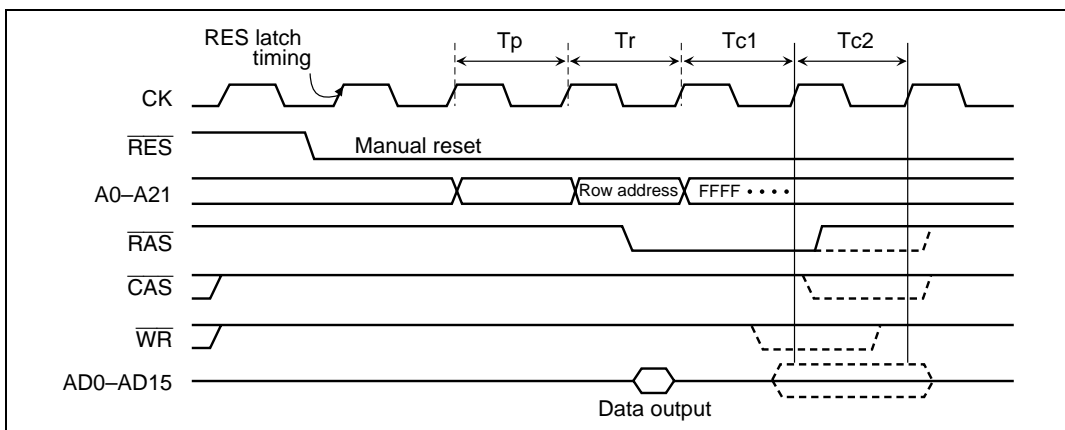 RES latch
timing
Tp
Tr
Tc1
Tc2
CK
RES
Manual reset
A0–A21
Row address
FFFF • • • •
RAS
CAS
WR
AD0–AD15
Data output